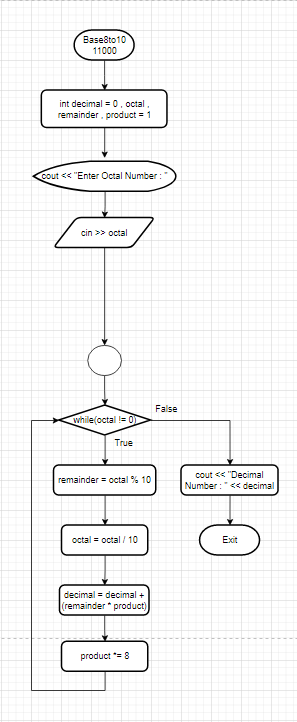 Base8to10
11000
int decimal = 0 , octal ,
remainder , product = 1
cout << "Enter Octal Number : "
cin >> octal
while(octal != 0)
False
True
remainder = octal % 10
cout << "Decimal
Number : " << decimal
octal = octal / 10
Exit
decimal = decimal +
(remainder * product)
product *= 8